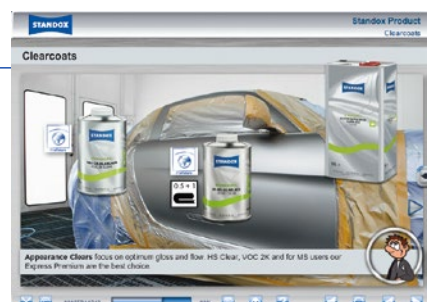 STANDOX
Standox Product
Clearcoats
Clearcoats
STANDOX
STANDOX
STANDOX
0.5 + 1
Appearance Clears focus on optimum gloss and flow. HS Clear, VOC 2K and for MS users our
Express Premium are the best choice.